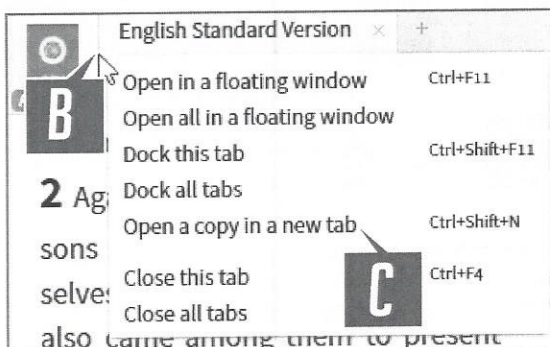 English Standard Version × +
B
Open in a floating window Ctrl+F11
Open all in a floating window
Dock this tab Ctrl+Shift+F11
2 Ag Dock all tabs
Open a copy in a new tab Ctrl+Shift+N
sons
C
Close this tab Ctrl+F4
selves
Close all tabs
also came among them to present